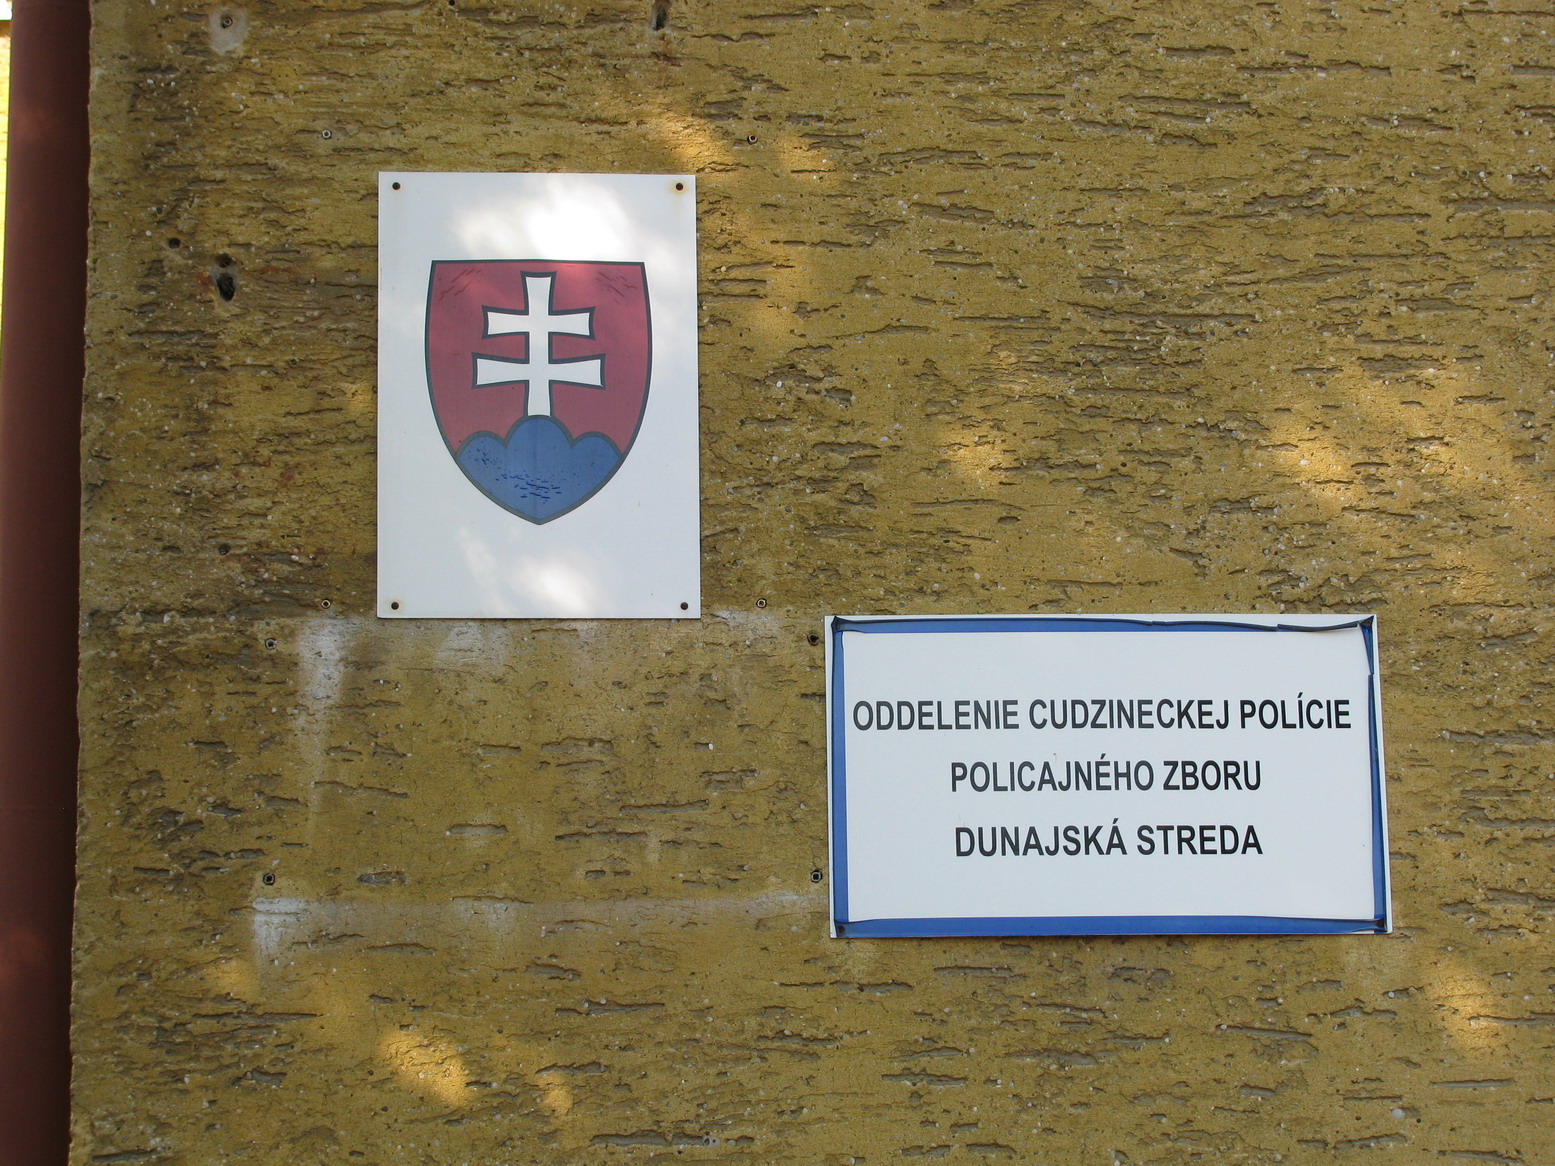 ODDELENIE CUDZINECKEJ POLÍCIE
POLICAJNÉHO ZBORU
DUNAJSKÁ STREDA